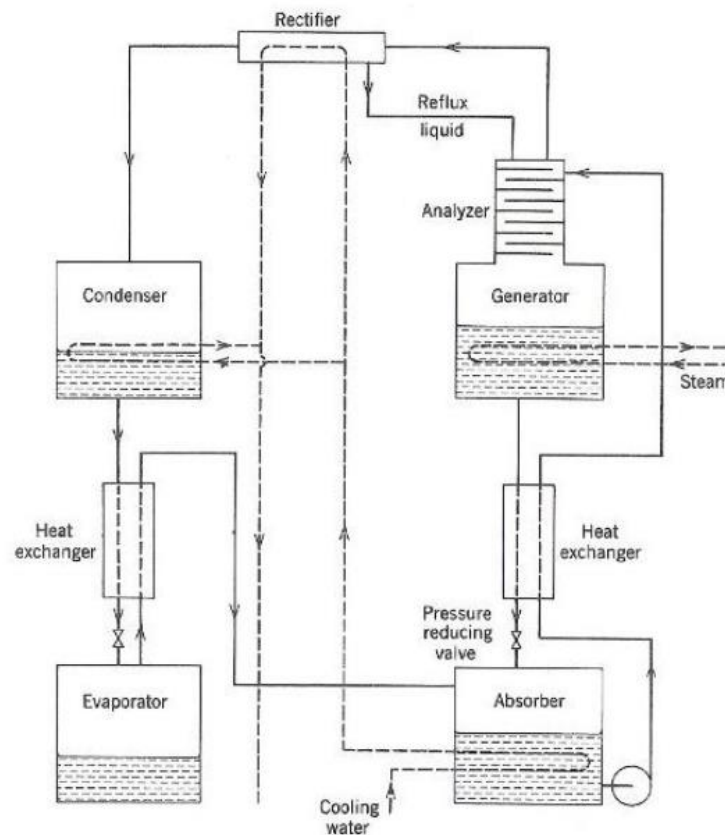 Rectifier
Reflux
liquid
Analyzer
Condenser
Generator
Steam
Heat
exchanger
Heat
exchanger
Pressure
reducing
valve
Evaporator
Absorber
Cooling
water